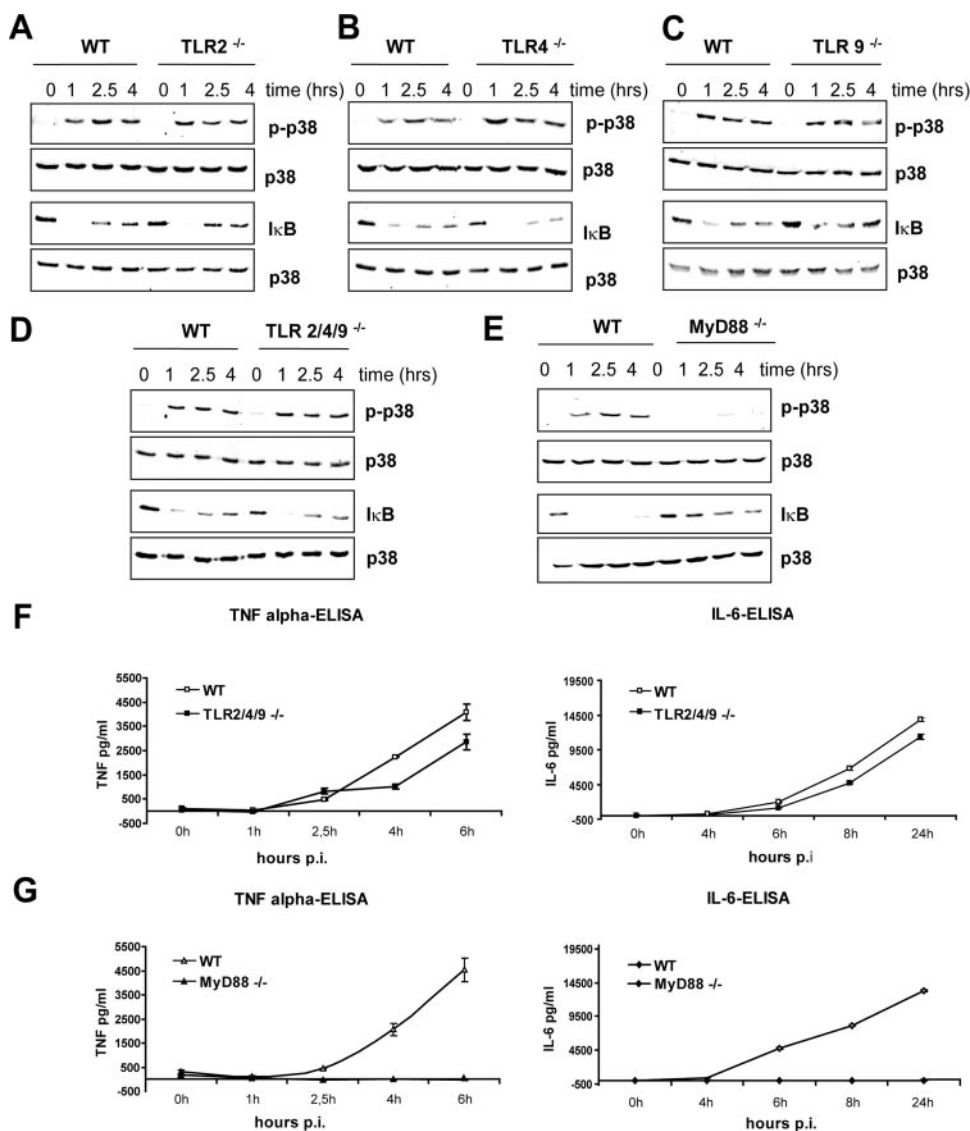 A
WT TLR2 -/-
0 1 2.5 4 0 1 2.5 4 time (hrs)
p-p38
p38
IκB
p38
B
WT TLR4 -/-
0 1 2.5 4 0 1 2.5 4 time (hrs)
p-p38
p38
IκB
p38
C
WT TLR 9 -/-
0 1 2.5 4 0 1 2.5 4 time (hrs)
p-p38
p38
IκB
p38
D
WT TLR 2/4/9 -/-
0 1 2.5 4 0 1 2.5 4 time (hrs)
p-p38
p38
IκB
p38
E
WT MyD88 -/-
0 1 2.5 4 0 1 2.5 4 time (hrs)
p-p38
p38
IκB
p38
F
TNF alpha-ELISA
TNF pg/ml
5500
4500
2500
500
-500
WT
TLR2/4/9 -/-
0h 1h 2,5h 4h 6h
hours p.i.
IL-6-ELISA
IL-6 pg/ml
19500
14500
9500
4500
-500
WT
TLR2/4/9 -/-
0h 4h 6h 8h 24h
hours p.i
G
TNF alpha-ELISA
TNF pg/ml
5500
4500
2500
500
-500
WT
MyD88 -/-
0h 1h 2,5h 4h 6h
hours p.i.
IL-6-ELISA
IL-6 pg/ml
19500
14500
9500
4500
-500
WT
MyD88 -/-
0h 4h 6h 8h 24h
hours p.i.